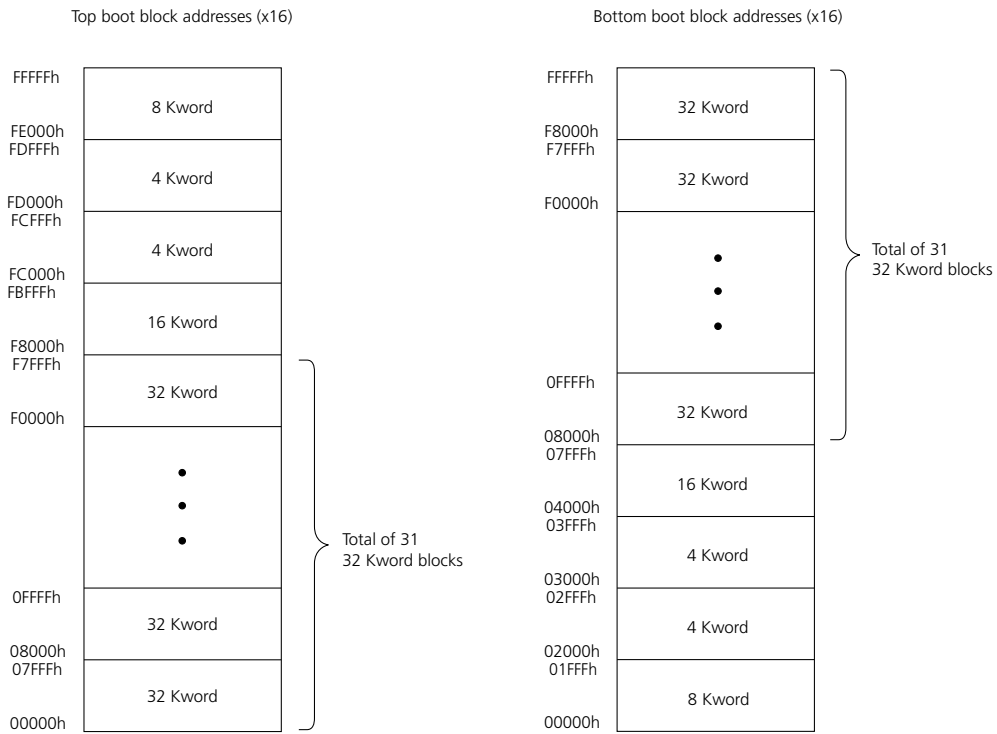 Top boot block addresses (x16)
FFFFFh
8 Kword
FE000h
FDFFFh
4 Kword
FD000h
FCFFFh
4 Kword
FC000h
FBFFFh
16 Kword
F8000h
F7FFFh
32 Kword
F0000h
Total of 31
32 Kword blocks
0FFFFh
32 Kword
08000h
07FFFh
32 Kword
00000h
Bottom boot block addresses (x16)
FFFFFh
32 Kword
F8000h
F7FFFh
32 Kword
F0000h
Total of 31
32 Kword blocks
0FFFFh
32 Kword
08000h
07FFFh
16 Kword
04000h
03FFFh
4 Kword
03000h
02FFFh
4 Kword
02000h
01FFFh
8 Kword
00000h